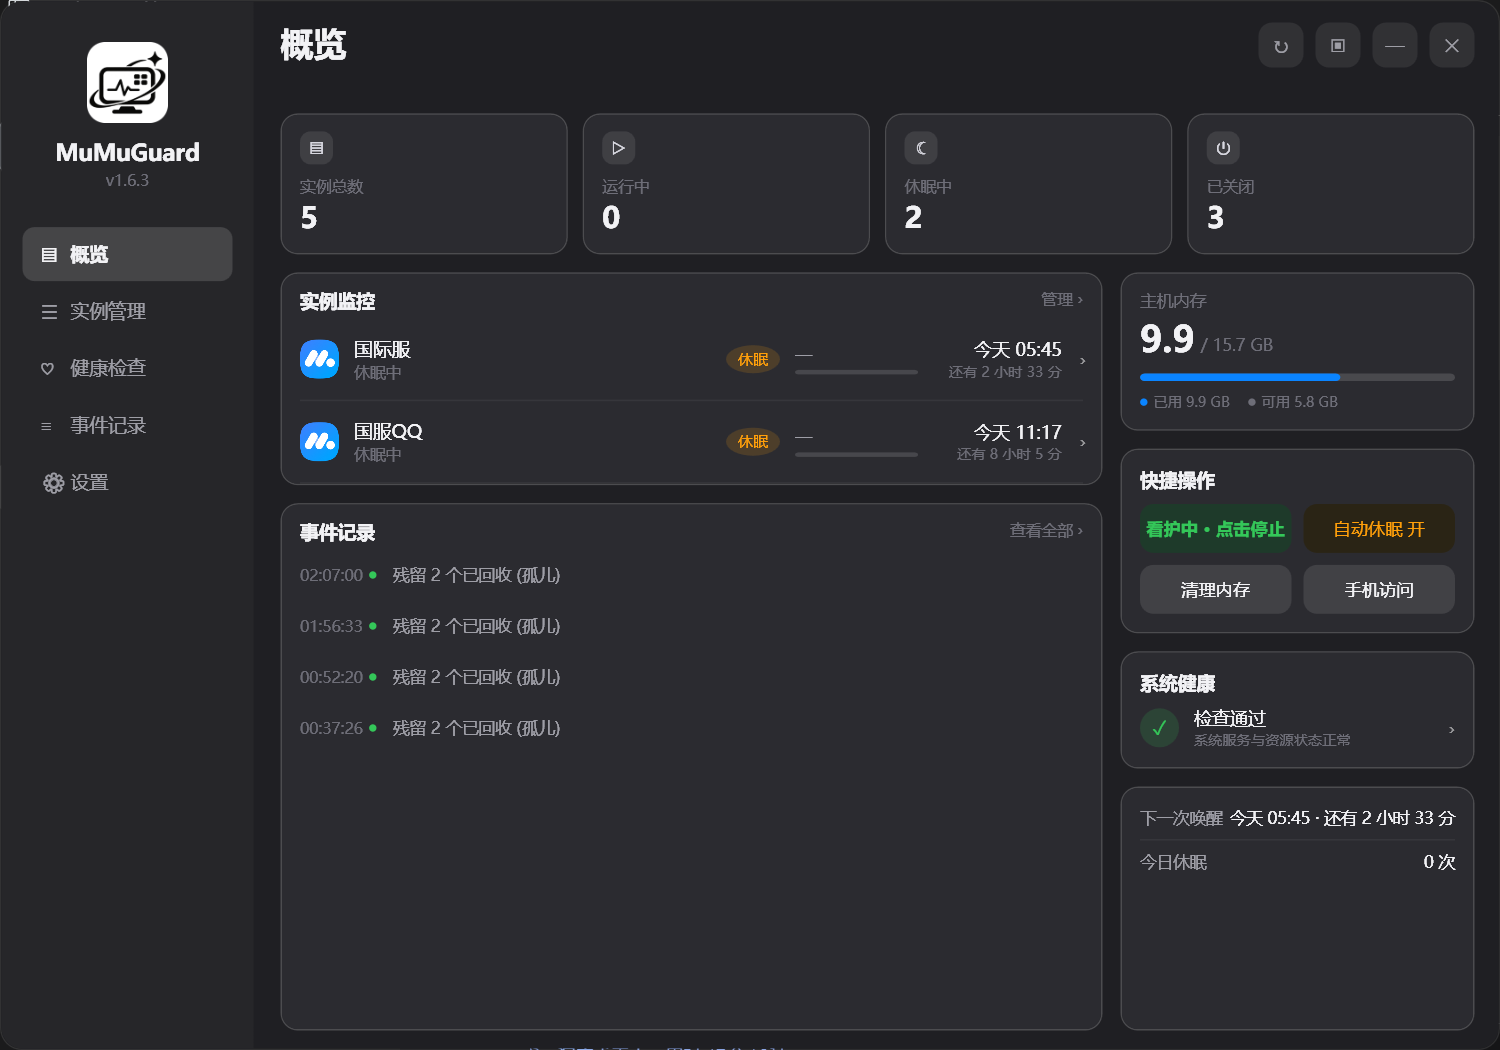 MuMuGuard
v1.6.3
概览
实例管理
健康检查
事件记录
设置
概览
实例总数
5
运行中
0
休眠中
2
已关闭
3
实例监控
管理 ›
国际服
休眠中
休眠
—
今天 05:45
还有 2 小时 33 分
国服QQ
休眠中
休眠
—
今天 11:17
还有 8 小时 5 分
事件记录
查看全部 ›
02:07:00 残留 2 个已回收 (孤儿)
01:56:33 残留 2 个已回收 (孤儿)
00:52:20 残留 2 个已回收 (孤儿)
00:37:26 残留 2 个已回收 (孤儿)
主机内存
9.9 / 15.7 GB
已用 9.9 GB 可用 5.8 GB
快捷操作
看护中 · 点击停止
自动休眠 开
清理内存
手机访问
系统健康
检查通过
系统服务与资源状态正常
下一次唤醒 今天 05:45 · 还有 2 小时 33 分
今日休眠 0 次